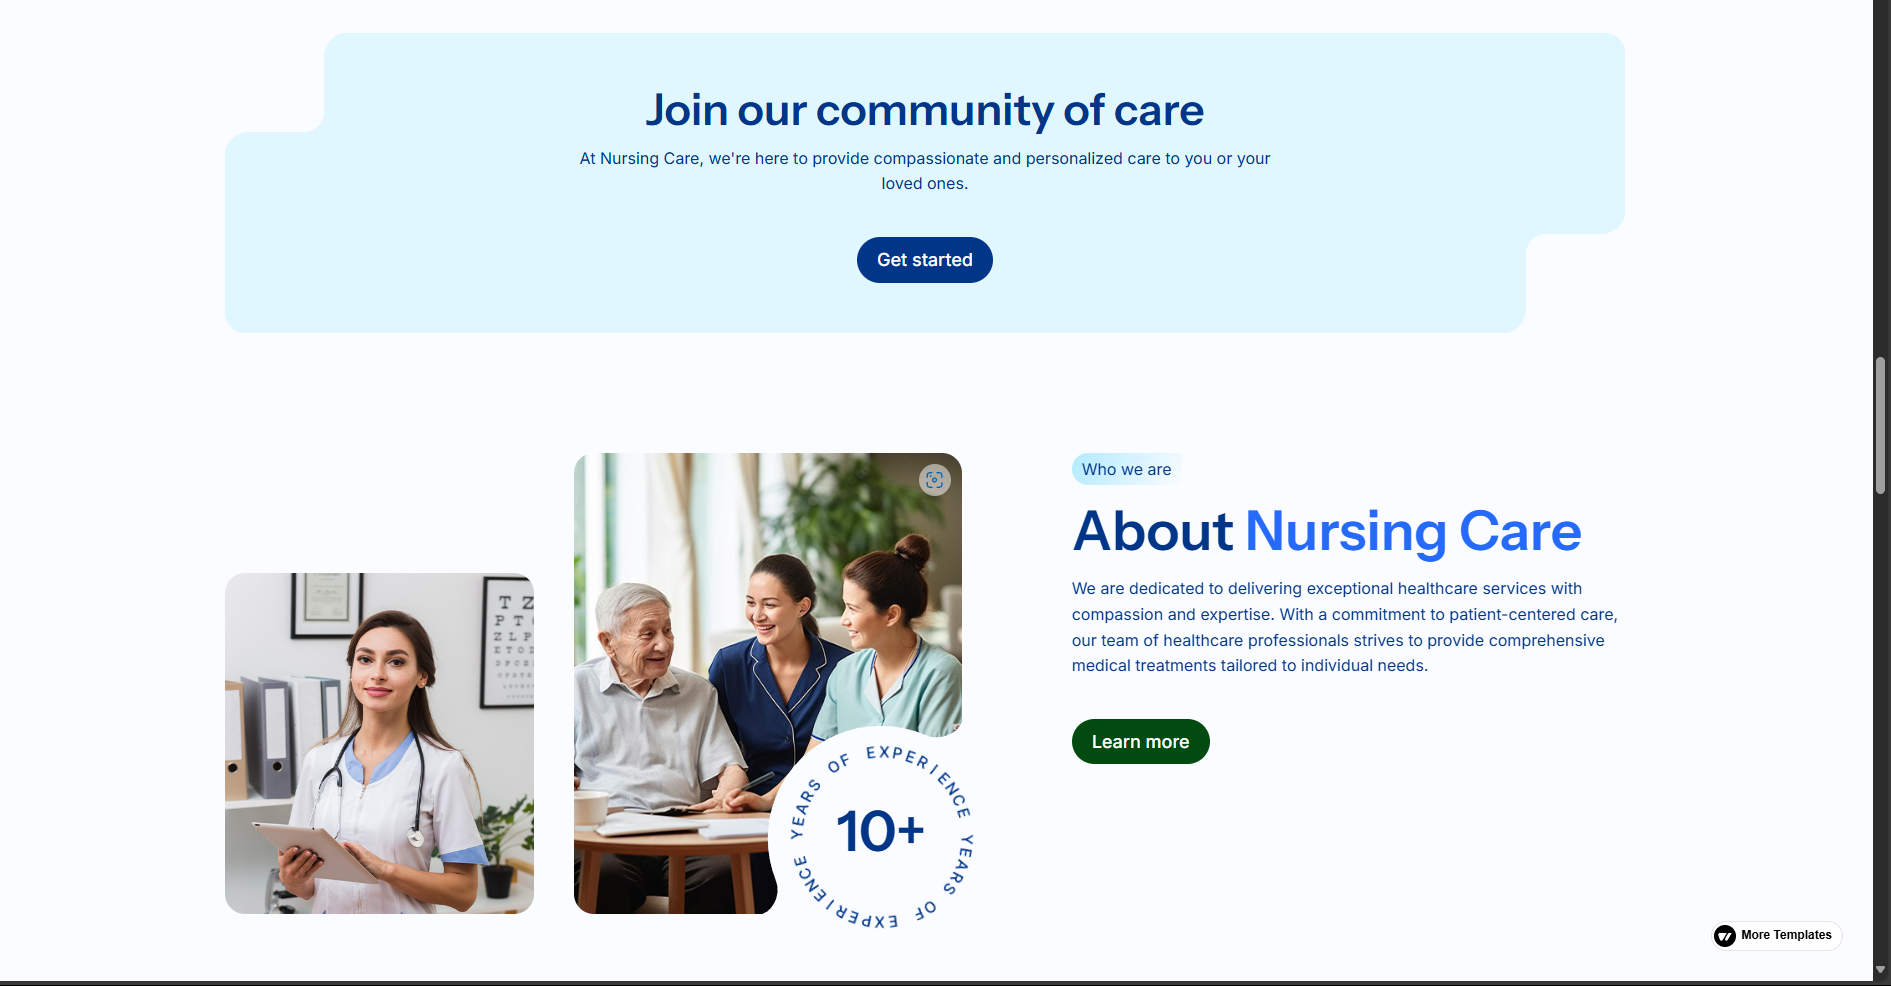 Join our community of care
At Nursing Care, we're here to provide compassionate and personalized care to you or your
loved ones.
Get started
Who we are
About Nursing Care
We are dedicated to delivering exceptional healthcare services with
compassion and expertise. With a commitment to patient-centered care,
our team of healthcare professionals strives to provide comprehensive
medical treatments tailored to individual needs.
Learn more
T Z
P T C
Z L P
E T O D
YEARS OF EXPERIENCE YEARS OF EXPERIENCE
10+
More Templates